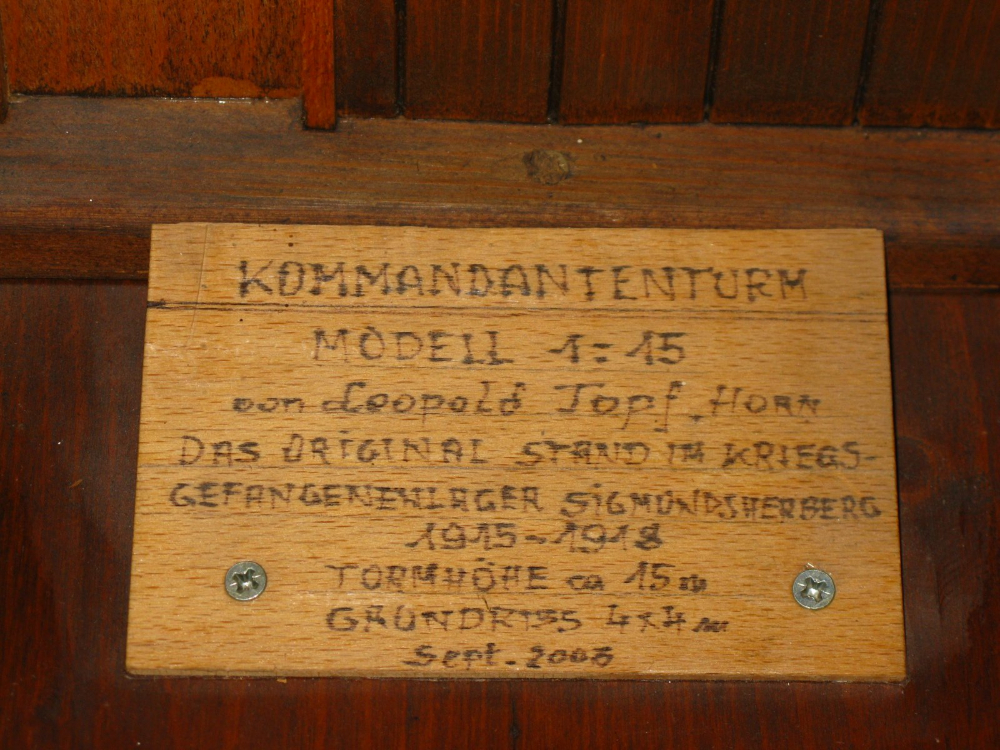 KOMMANDANTENTURM
MODELL 1:15
von Leopold Topf, HORN
DAS ORIGINAL STAND IM KRIEGS-
GEFANGENENLAGER SIGMUNDSHERBERG
1915-1918
TURMHÖHE ca 15 m
GRUNDRISS 4x4 m
Sept.